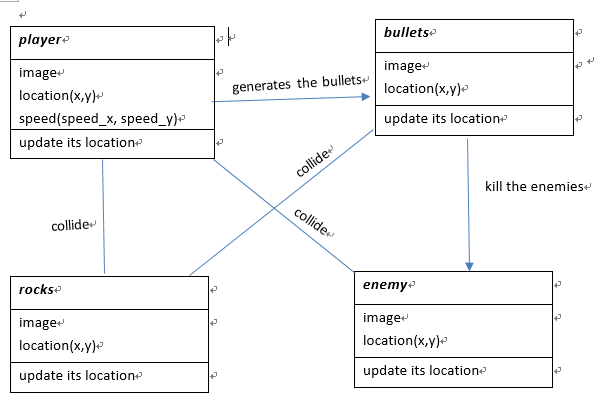 player
image
location(x,y)
speed(speed_x, speed_y)
update its location
generates the bullets
bullets
image
location(x,y)
update its location
collide
collide
collide
kill the enemies
rocks
image
location(x,y)
update its location
enemy
image
location(x,y)
update its location